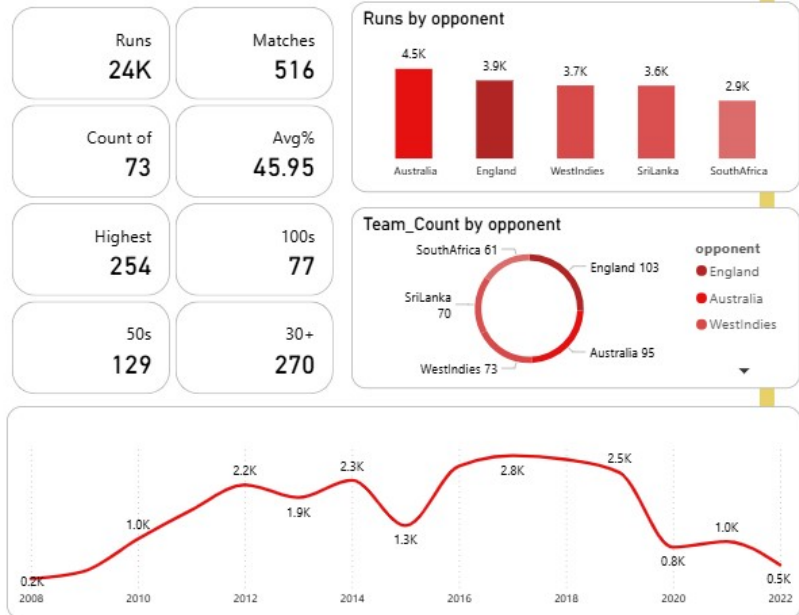 Runs
24K
Matches
516
Count of
73
Avg%
45.95
Highest
254
100s
77
50s
129
30+
270
Runs by opponent
4.5K
3.9K
3.7K
3.6K
2.9K
Australia
England
WestIndies
SriLanka
SouthAfrica
Team_Count by opponent
SouthAfrica 61
England 103
SriLanka
70
Australia 95
WestIndies 73
opponent
England
Australia
WestIndies
0.2K
1.0K
2.2K
1.9K
2.3K
1.3K
2.8K
2.5K
0.8K
1.0K
0.5K
2008
2010
2012
2014
2016
2018
2020
2022